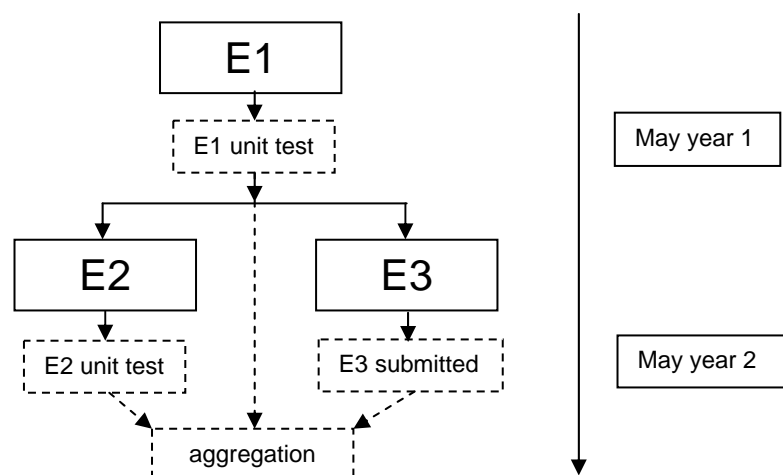 E1
E1 unit test
May year 1
E2
E3
E2 unit test
E3 submitted
May year 2
aggregation